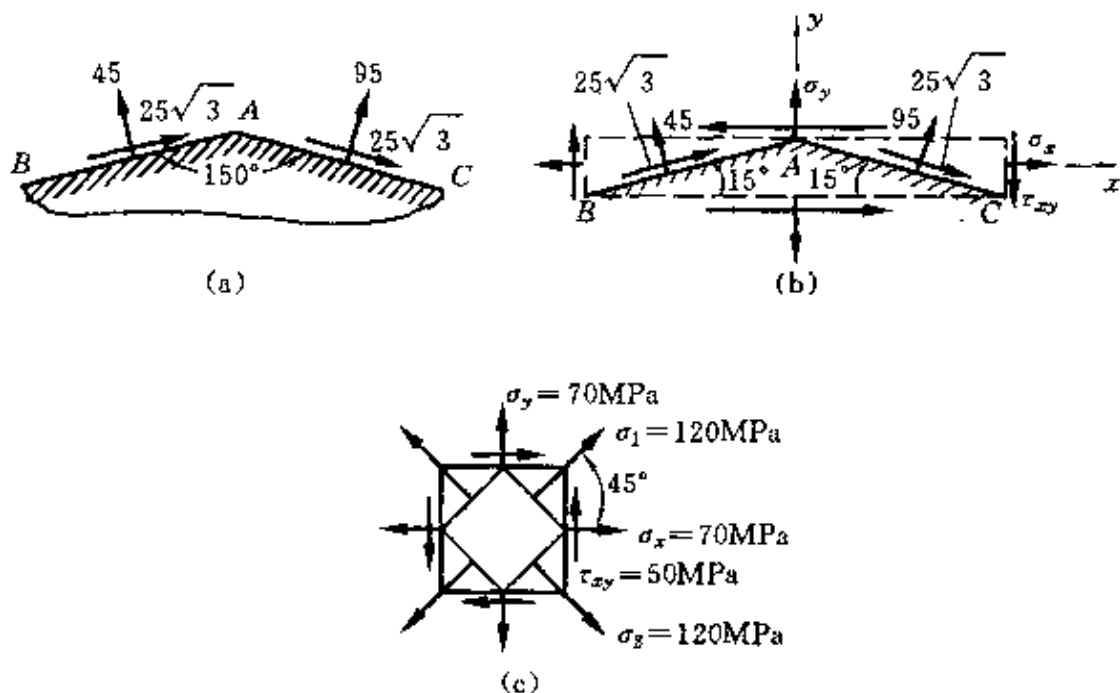 45
25√3
A
95
25√3
B
150°
C
(a)
y
25√3
σy
25√3
45
95
σx
A
15°
15°
x
B
C
τxy
(b)
σy=70MPa
σ1=120MPa
45°
σx=70MPa
τxy=50MPa
σ2=120MPa
(c)